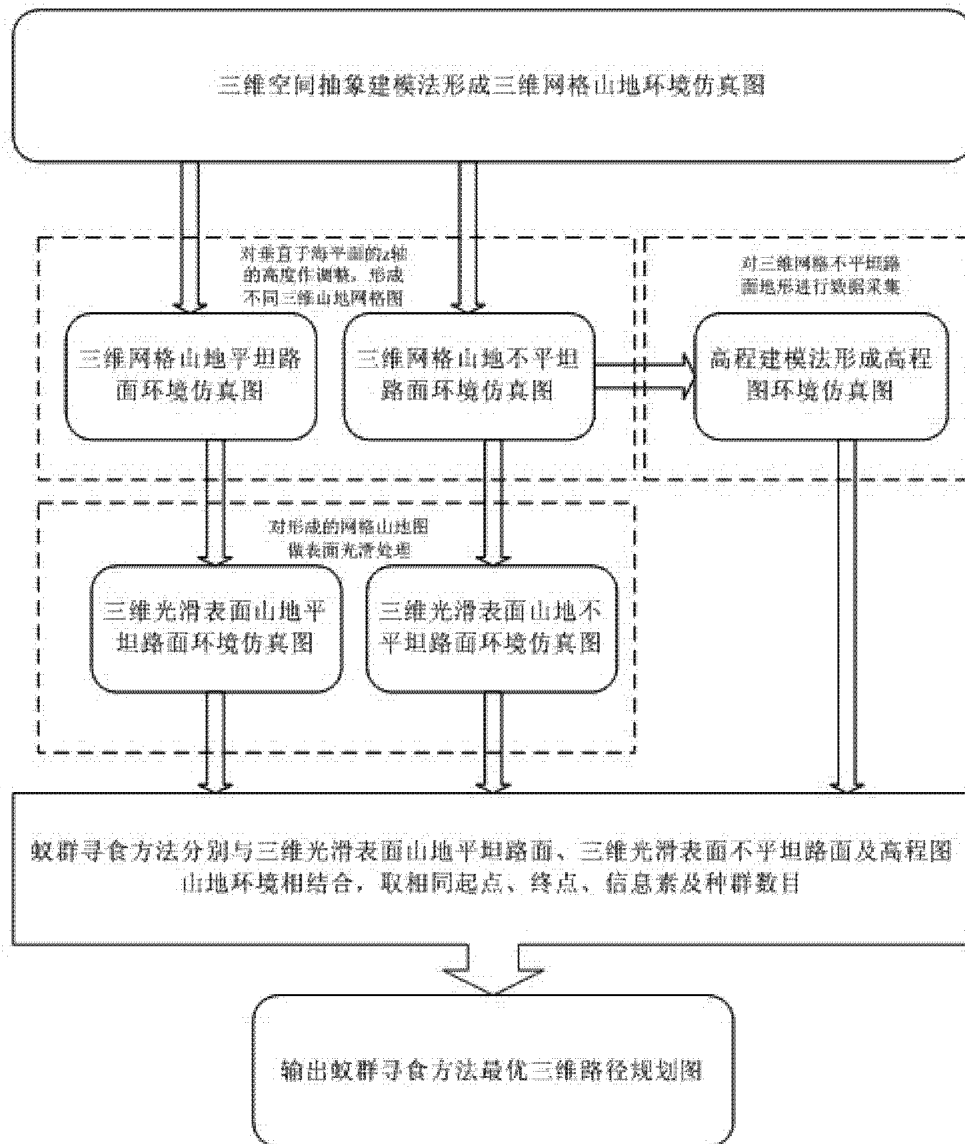 三维空间抽象建模法形成三维网格山地环境仿真图
对垂直于海平面的z轴
的高度作调整，形成
不同三维山地网格图
对三维网格不平坦路
面地形进行数据采集
三维网格山地平坦路
面环境仿真图
三维网格山地不平坦
路面环境仿真图
高程建模法形成高程
图环境仿真图
对形成的网格山地图
做表面光滑处理
三维光滑表面山地平
坦路面环境仿真图
三维光滑表面山地不
平坦路面环境仿真图
蚁群寻食方法分别与三维光滑表面山地平坦路面、三维光滑表面不平坦路面及高程图
山地环境相结合，取相同起点、终点、信息素及种群数目
输出蚁群寻食方法最优三维路径规划图